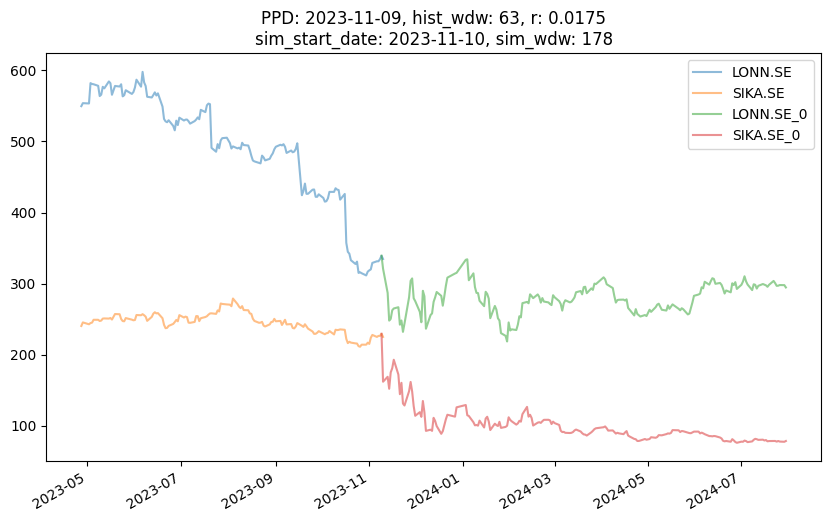 PPD: 2023-11-09, hist_wdw: 63, r: 0.0175
sim_start_date: 2023-11-10, sim_wdw: 178
LONN.SE
SIKA.SE
LONN.SE_0
SIKA.SE_0
600
500
400
300
200
100
2023-05
2023-07
2023-09
2023-11
2024-01
2024-03
2024-05
2024-07